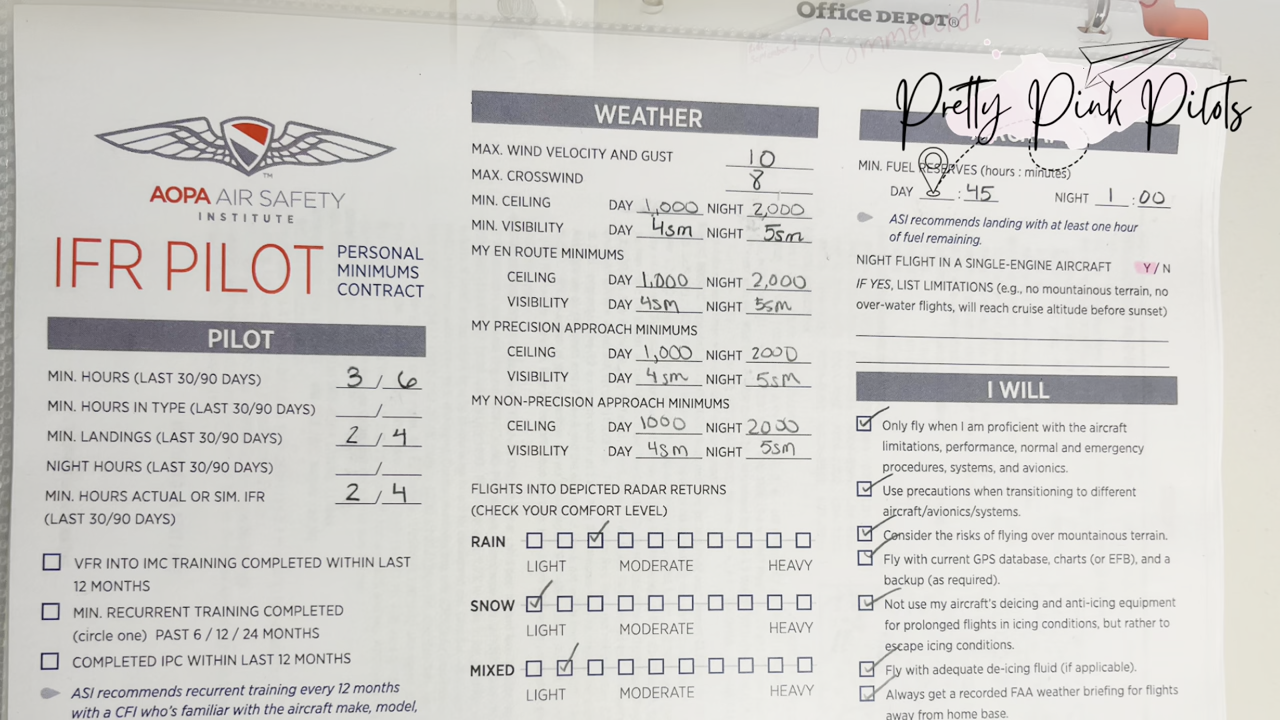 Office DEPOT®
Commercial
Pretty Pink Pilots
AOPA AIR SAFETY
INSTITUTE
™
IFR PILOT
PERSONAL
MINIMUMS
CONTRACT
PILOT
MIN. HOURS (LAST 30/90 DAYS) 3 / 6
MIN. HOURS IN TYPE (LAST 30/90 DAYS) /
MIN. LANDINGS (LAST 30/90 DAYS) 2 / 4
NIGHT HOURS (LAST 30/90 DAYS) /
MIN. HOURS ACTUAL OR SIM. IFR 2 / 4
(LAST 30/90 DAYS)
VFR INTO IMC TRAINING COMPLETED WITHIN LAST
12 MONTHS
MIN. RECURRENT TRAINING COMPLETED
(circle one) PAST 6 / 12 / 24 MONTHS
COMPLETED IPC WITHIN LAST 12 MONTHS
ASI recommends recurrent training every 12 months
with a CFI who's familiar with the aircraft make, model,
WEATHER
MAX. WIND VELOCITY AND GUST 10
MAX. CROSSWIND 8
MIN. CEILING DAY 1,000 NIGHT 2,000
MIN. VISIBILITY DAY 4sm NIGHT 5sm
MY EN ROUTE MINIMUMS
CEILING DAY 1,000 NIGHT 2,000
VISIBILITY DAY 4sm NIGHT 5sm
MY PRECISION APPROACH MINIMUMS
CEILING DAY 1,000 NIGHT 2000
VISIBILITY DAY 4sm NIGHT 5sm
MY NON-PRECISION APPROACH MINIMUMS
CEILING DAY 1000 NIGHT 2000
VISIBILITY DAY 4sm NIGHT 5sm
FLIGHTS INTO DEPICTED RADAR RETURNS
(CHECK YOUR COMFORT LEVEL)
RAIN
LIGHT MODERATE HEAVY
SNOW
LIGHT MODERATE HEAVY
MIXED
LIGHT MODERATE HEAVY
MIN. FUEL RESERVES (hours : minutes)
DAY 0 : 45 NIGHT 1 : 00
ASI recommends landing with at least one hour
of fuel remaining.
NIGHT FLIGHT IN A SINGLE-ENGINE AIRCRAFT Y / N
IF YES, LIST LIMITATIONS (e.g., no mountainous terrain, no
over-water flights, will reach cruise altitude before sunset)
I WILL
Only fly when I am proficient with the aircraft
limitations, performance, normal and emergency
procedures, systems, and avionics.
Use precautions when transitioning to different
aircraft/avionics/systems.
Consider the risks of flying over mountainous terrain.
Fly with current GPS database, charts (or EFB), and a
backup (as required).
Not use my aircraft's deicing and anti-icing equipment
for prolonged flights in icing conditions, but rather to
escape icing conditions.
Fly with adequate de-icing fluid (if applicable).
Always get a recorded FAA weather briefing for flights
away from home base.